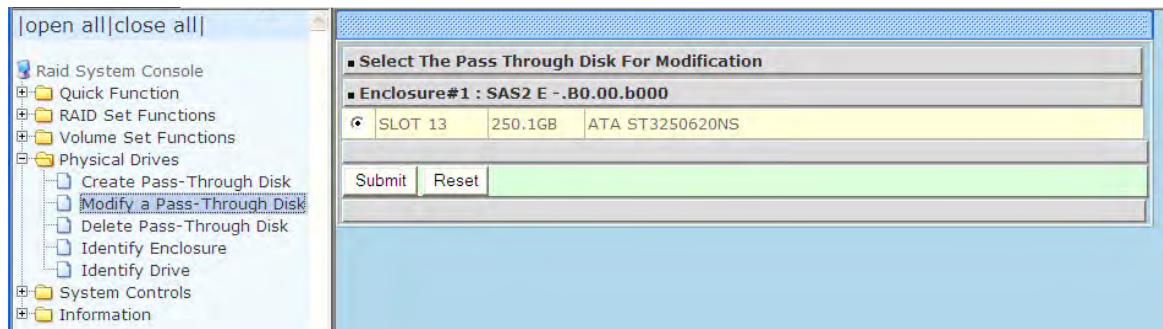 |open all|close all|
Raid System Console
Quick Function
RAID Set Functions
Volume Set Functions
Physical Drives
Create Pass-Through Disk
Modify a Pass-Through Disk
Delete Pass-Through Disk
Identify Enclosure
Identify Drive
System Controls
Information
Select The Pass Through Disk For Modification
Enclosure#1 : SAS2 E -.B0.00.b000
SLOT 13 250.1GB ATA ST3250620NS
Submit Reset